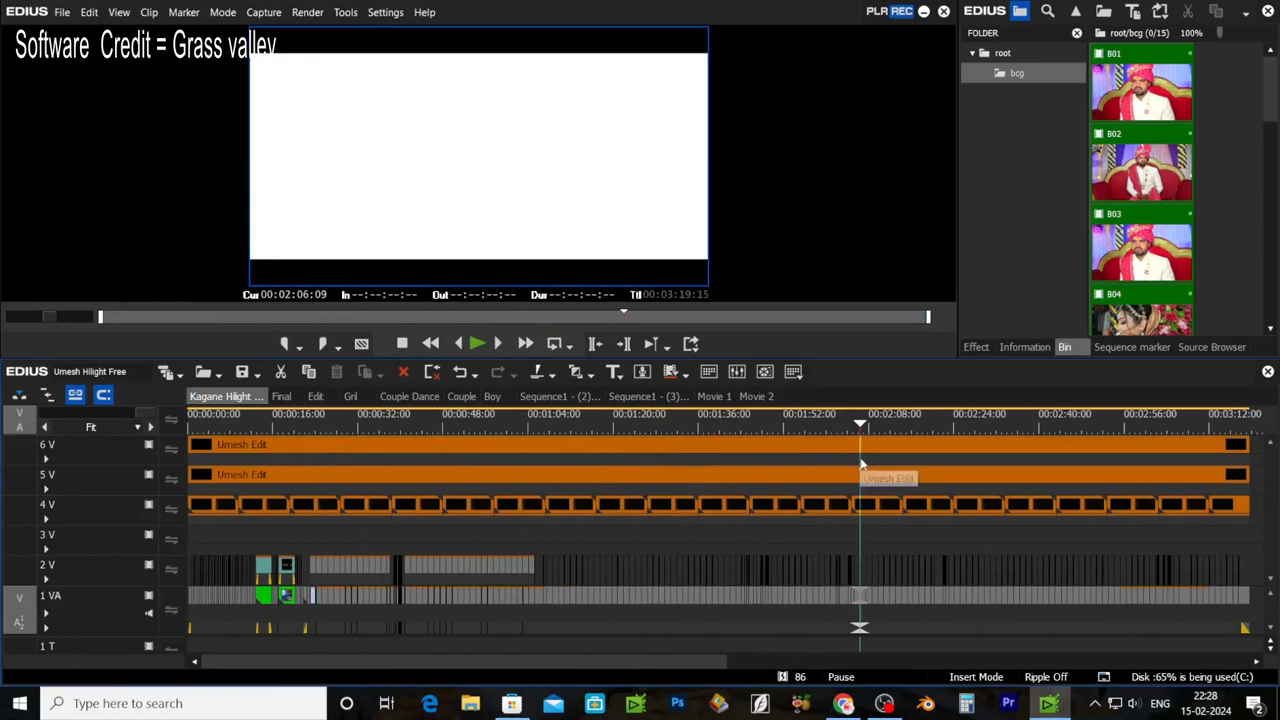 EDIUS File Edit View Clip Marker Mode Capture Render Tools Settings Help PLR REC
Software Credit = Grass valley
Cur 00:02:06:09 In --:--:--:-- Out --:--:--:-- Dur --:--:--:-- Ttl 00:03:19:15
EDIUS
FOLDER
root/bcg (0/15) 100%
root
bcg
B01
B02
B03
B04
Effect Information Bin Sequence marker Source Browser
EDIUS Umesh Hilight Free
Kagane Hilight ... Final Edit Grl Couple Dance Couple Boy Sequence1 - (2)... Sequence1 - (3)... Movie 1 Movie 2
V
A
00:00:00:00 00:00:16:00 00:00:32:00 00:00:48:00 00:01:04:00 00:01:20:00 00:01:36:00 00:01:52:00 00:02:08:00 00:02:24:00 00:02:40:00 00:02:56:00 00:03:12:00
Fit
6 V Umesh Edit
5 V Umesh Edit
Umesh Edit
4 V
3 V
2 V
V 1 VA
A1 2
1 T
86 Pause Insert Mode Ripple Off Disk :65% is being used(C:)
Type here to search
Ps
Pr
ENG
22:28
15-02-2024
2